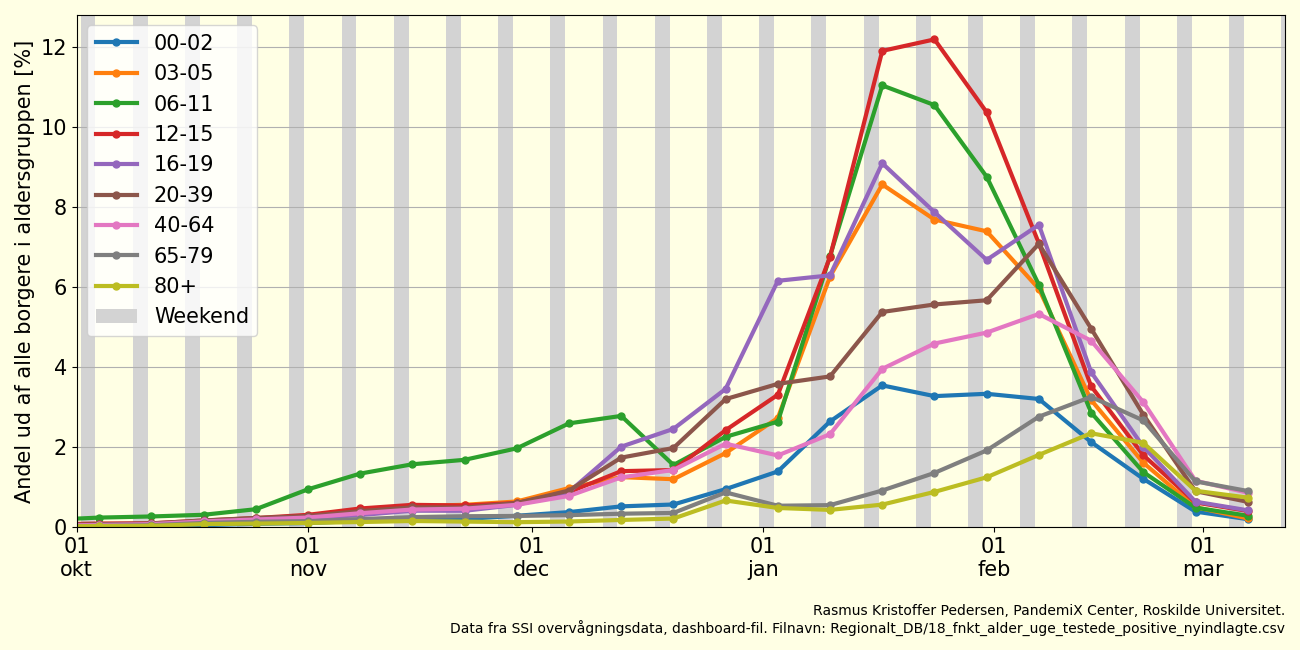 Andel ud af alle borgere i aldersgruppen [%]
12
10
8
6
4
2
0
00-02
03-05
06-11
12-15
16-19
20-39
40-64
65-79
80+
Weekend
01 01 01 01 01 01
okt nov dec jan feb mar
Rasmus Kristoffer Pedersen, PandemiX Center, Roskilde Universitet.
Data fra SSI overvågningsdata, dashboard-fil. Filnavn: Regionalt_DB/18_fnkt_alder_uge_testede_positive_nyindlagte.csv